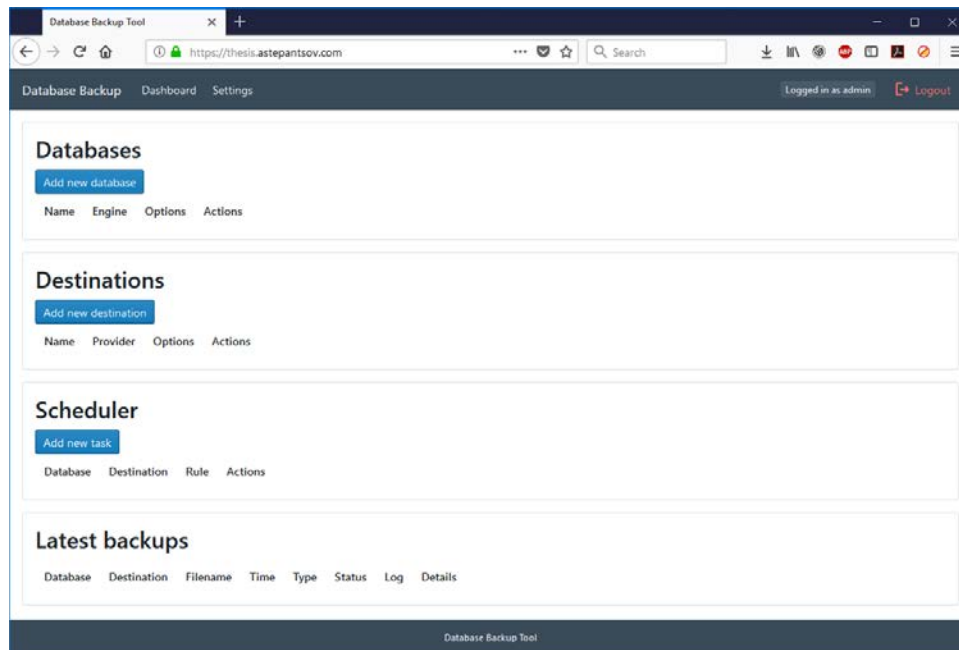 Database Backup Tool
https://thesis.astepantsov.com
Search
Database Backup Dashboard Settings Logged in as admin Logout
Databases
Add new database
Name Engine Options Actions
Destinations
Add new destination
Name Provider Options Actions
Scheduler
Add new task
Database Destination Rule Actions
Latest backups
Database Destination Filename Time Type Status Log Details
Database Backup Tool